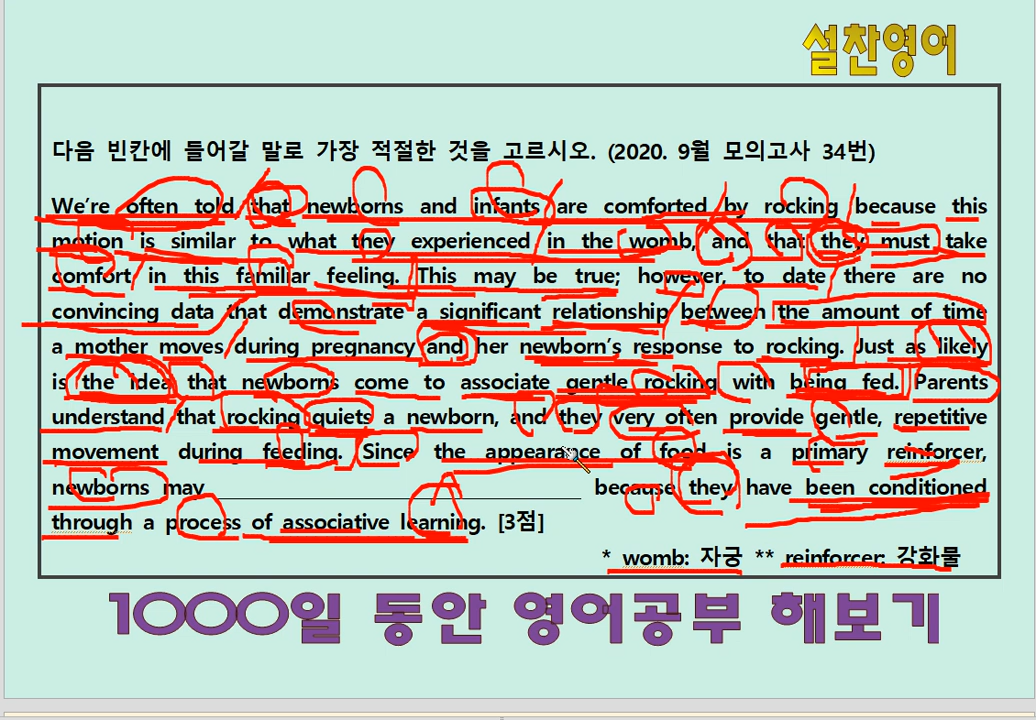 설찬영어
다음 빈칸에 들어갈 말로 가장 적절한 것을 고르시오. (2020. 9월 모의고사 34번)
We're often told that newborns and infants are comforted by rocking because this
motion is similar to what they experienced in the womb, and that they must take
comfort in this familiar feeling. This may be true; however, to date there are no
convincing data that demonstrate a significant relationship between the amount of time
a mother moves during pregnancy and her newborn's response to rocking. Just as likely
is the idea that newborns come to associate gentle rocking with being fed. Parents
understand that rocking quiets a newborn, and they very often provide gentle, repetitive
movement during feeding. Since the appearance of food is a primary reinforcer,
newborns may ____________________ because they have been conditioned
through a process of associative learning. [3점]
* womb: 자궁 ** reinforcer: 강화물
1000일 동안 영어공부 해보기